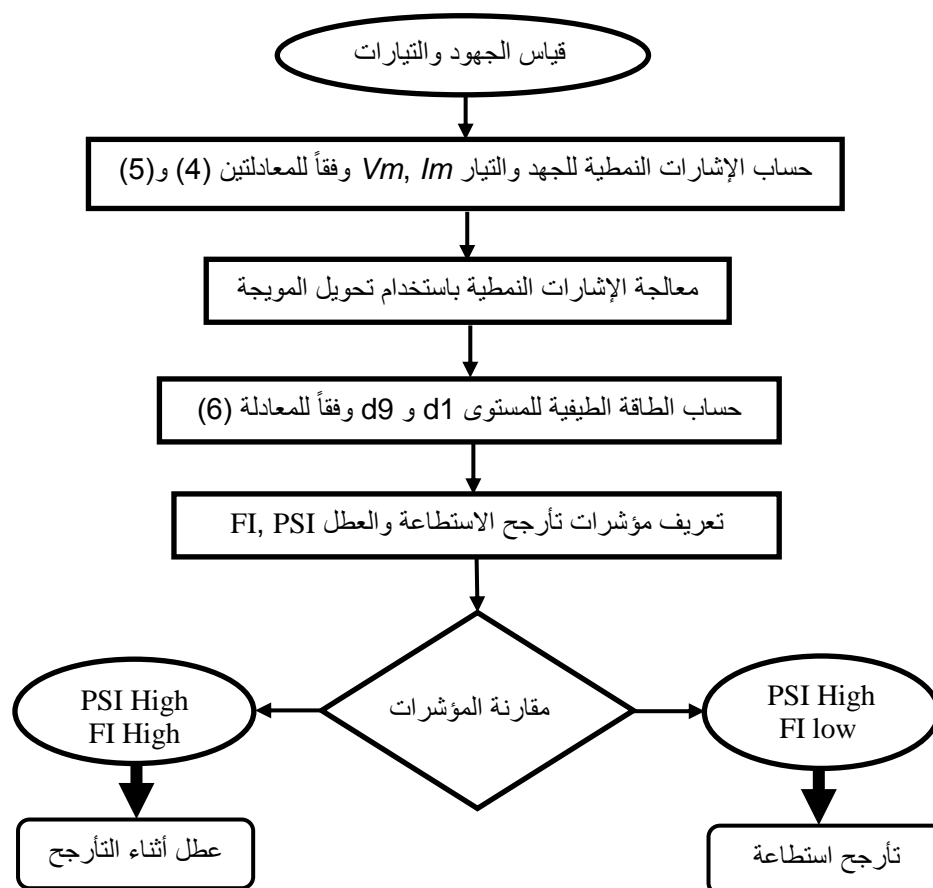 قياس الجهود والتيارات
حساب الإشارات النمطية للجهد والتيار Vm, Im وفقاً للمعادلتين (4) و(5)
معالجة الإشارات النمطية باستخدام تحويل المويجة
حساب الطاقة الطيفية للمستوى d1 و d9 وفقاً للمعادلة (6)
تعريف مؤشرات تأرجح الاستطاعة والعطل FI, PSI
مقارنة المؤشرات
PSI High
FI low
PSI High
FI High
تأرجح استطاعة
عطل أثناء التأرجح